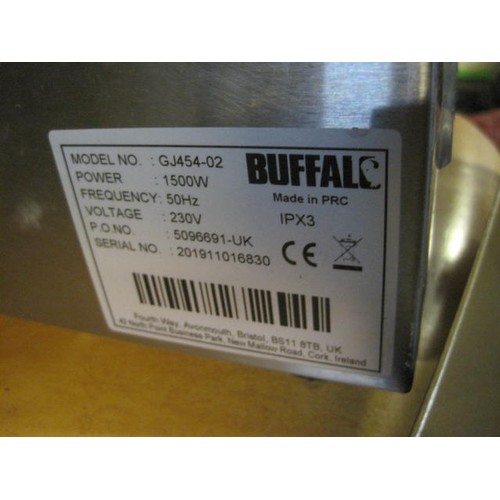 MODEL NO. : GJ454-02
POWER : 1500W
FREQUENCY : 50Hz
VOLTAGE : 230V
P.O.NO. : 5096691-UK
SERIAL NO. : 201911016830
BUFFALO
Made in PRC
IPX3
CE
Fourth Way, Avonmouth, Bristol, BS11 8TB, UK
40 North Point Business Park, New Mallow Road, Cork, Ireland